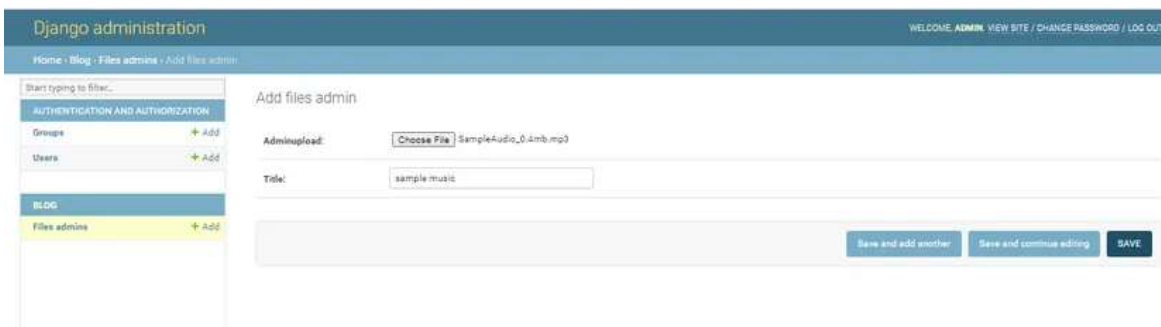 Django administration
WELCOME, ADMIN. VIEW SITE / CHANGE PASSWORD / LOG OUT
Home › Blog › Files admins › Add files admin
Start typing to filter...
AUTHENTICATION AND AUTHORIZATION
Groups + Add
Users + Add
BLOG
Files admins + Add
Add files admin
Adminupload: Choose File SampleAudio_0.4mb.mp3
Title: sample music
Save and add another Save and continue editing SAVE